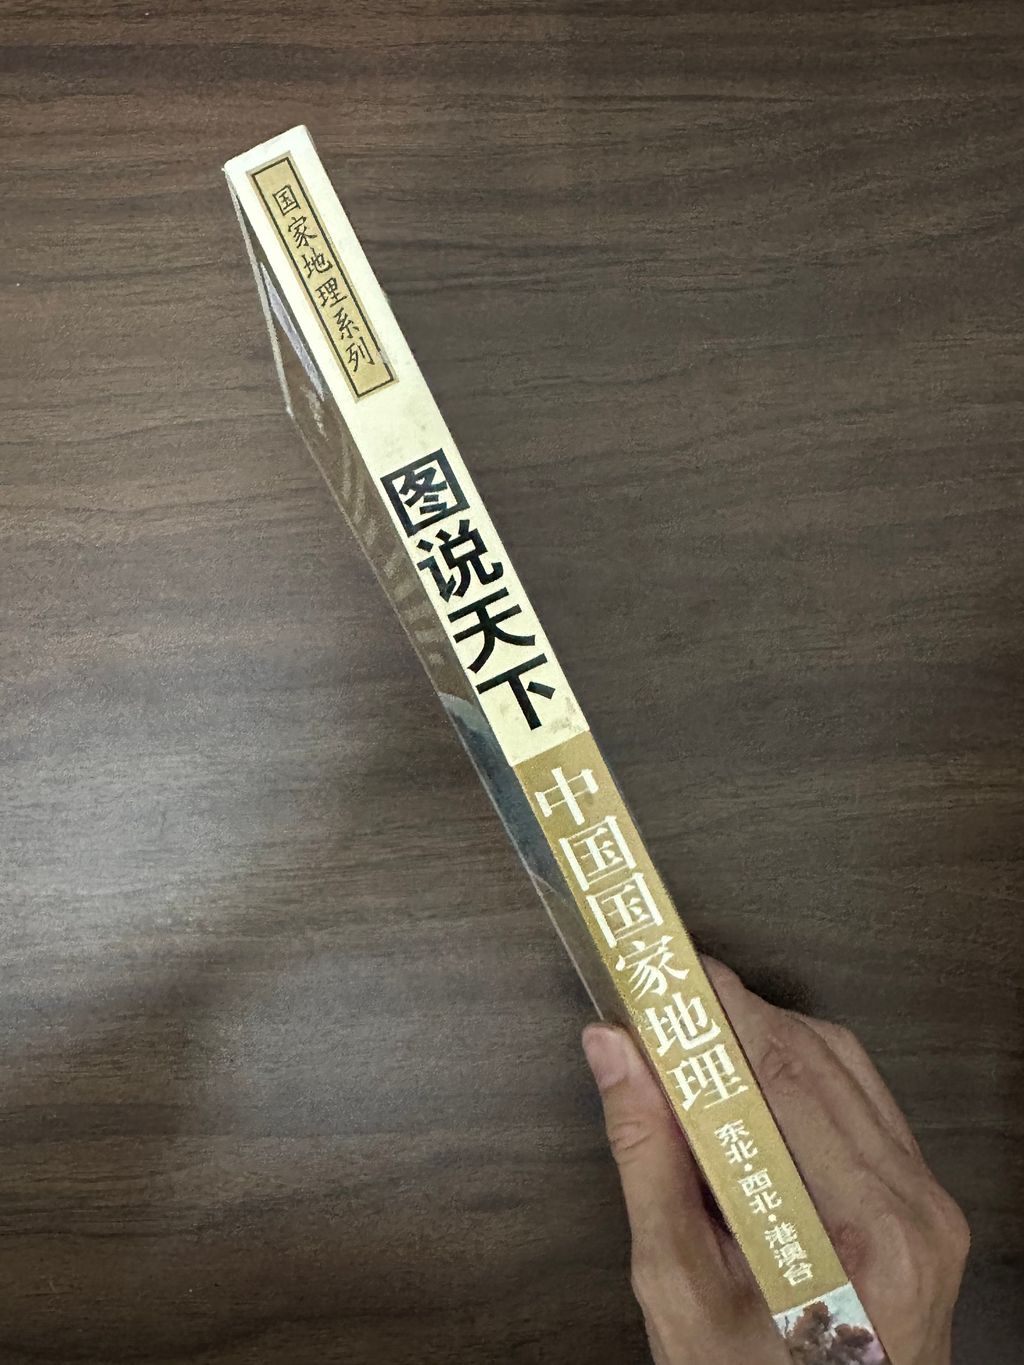 国家地理系列
图说天下
中国国家地理
东北·西北·港澳台